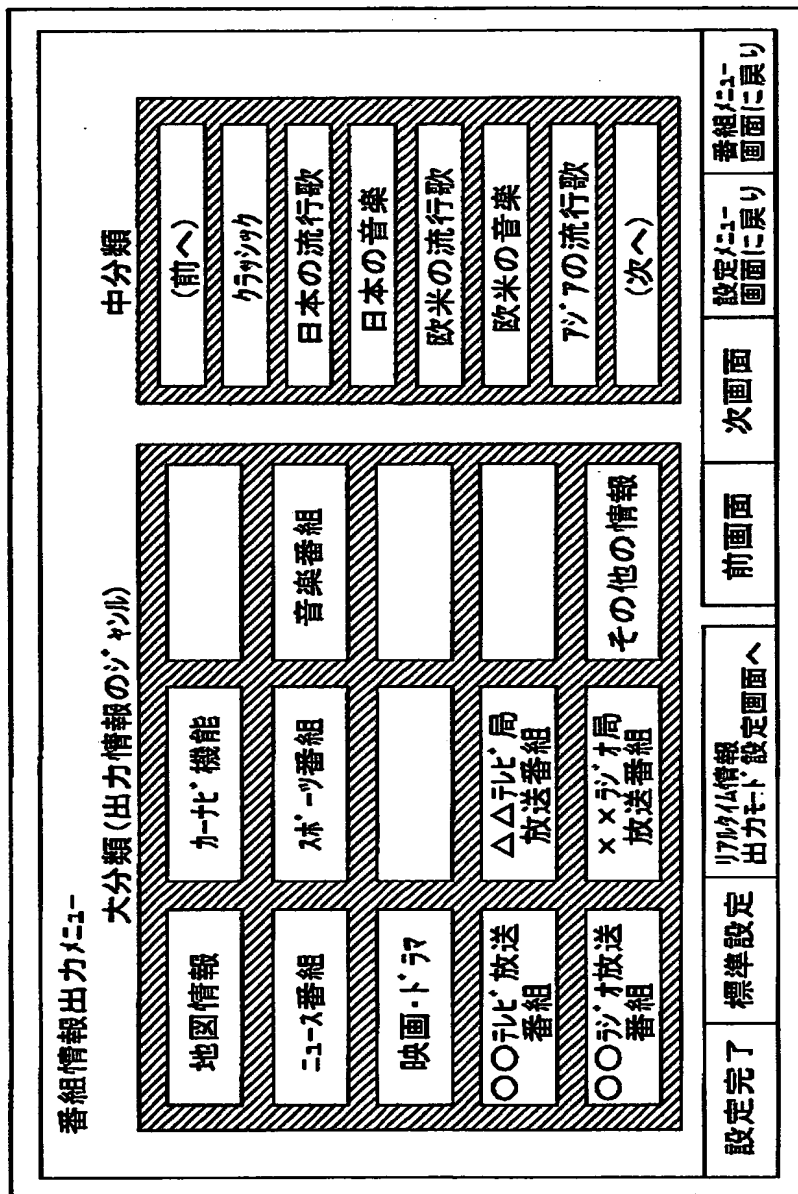 番組情報出力ﾒﾆｭｰ
大分類(出力情報のｼﾞｬﾝﾙ)
地図情報
ｶｰﾅﾋﾞ機能
ﾆｭｰｽ番組
ｽﾎﾟｰﾂ番組
音楽番組
映画・ﾄﾞﾗﾏ
〇〇ﾃﾚﾋﾞ放送
番組
△△ﾃﾚﾋﾞ局
放送番組
〇〇ﾗｼﾞｵ放送
番組
××ﾗｼﾞｵ局
放送番組
その他の情報
中分類
(前へ)
ｸﾗｯｼｯｸ
日本の流行歌
日本の音楽
欧米の流行歌
欧米の音楽
ｱｼﾞｱの流行歌
(次へ)
設定完了
標準設定
ﾘｱﾙﾀｲﾑ情報
出力ﾓｰﾄﾞ設定画面へ
前画面
次画面
設定ﾒﾆｭｰ
画面に戻り
番組ﾒﾆｭｰ
画面に戻り